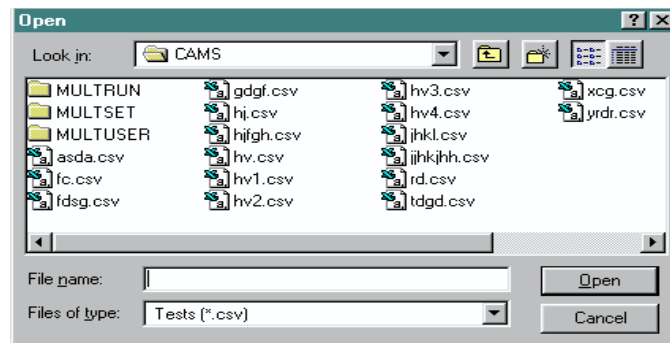 Open
Look in: CAMS
MULTRUN
MULTSET
MULTUSER
asda.csv
fc.csv
fdsg.csv
gdgf.csv
hj.csv
hjfgh.csv
hv.csv
hv1.csv
hv2.csv
hv3.csv
hv4.csv
jhkl.csv
jjhkjhh.csv
rd.csv
tdgd.csv
xcg.csv
yrdr.csv
File name:
Open
Files of type: Tests (*.csv)
Cancel